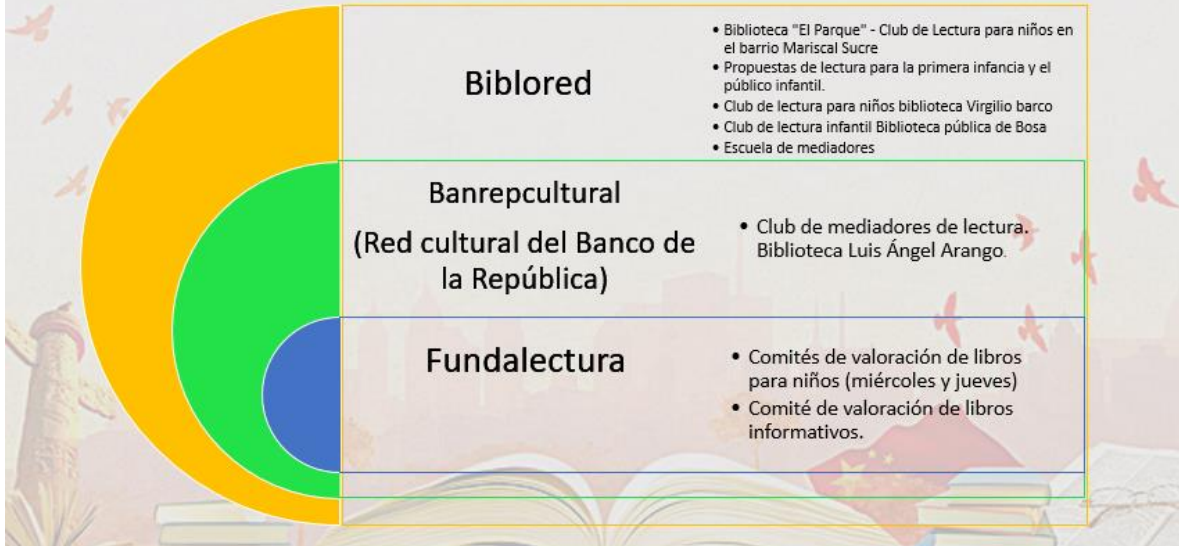 Biblored
• Biblioteca "El Parque" - Club de Lectura para niños en
el barrio Mariscal Sucre
• Propuestas de lectura para la primera infancia y el
público infantil.
• Club de lectura para niños biblioteca Virgilio barco
• Club de lectura infantil Biblioteca pública de Bosa
• Escuela de mediadores
Banrepcultural
(Red cultural del Banco de
la República)
• Club de mediadores de lectura.
Biblioteca Luis Ángel Arango.
Fundalectura
• Comités de valoración de libros
para niños (miércoles y jueves)
• Comité de valoración de libros
informativos.